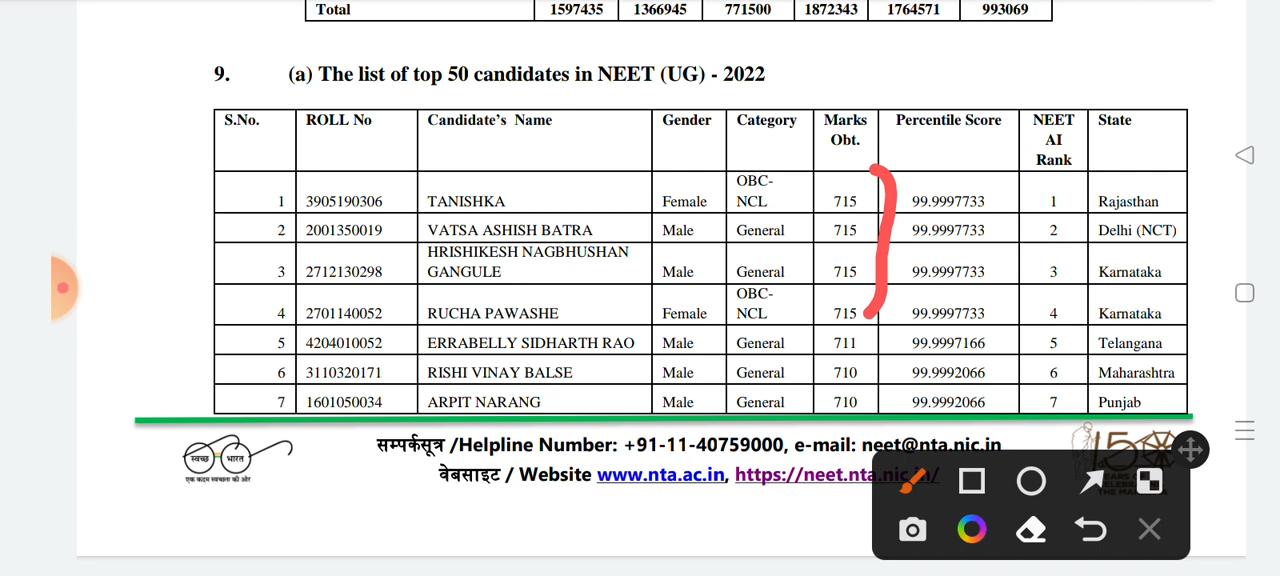 Total 1597435 1366945 771500 1872343 1764571 993069
9. (a) The list of top 50 candidates in NEET (UG) - 2022
S.No. ROLL No Candidate's Name Gender Category Marks Obt. Percentile Score NEET AI Rank State
1 3905190306 TANISHKA Female OBC-NCL 715 99.9997733 1 Rajasthan
2 2001350019 VATSA ASHISH BATRA Male General 715 99.9997733 2 Delhi (NCT)
3 2712130298 HRISHIKESH NAGBHUSHAN GANGULE Male General 715 99.9997733 3 Karnataka
4 2701140052 RUCHA PAWASHE Female OBC-NCL 715 99.9997733 4 Karnataka
5 4204010052 ERRABELLY SIDHARTH RAO Male General 711 99.9997166 5 Telangana
6 3110320171 RISHI VINAY BALSE Male General 710 99.9992066 6 Maharashtra
7 1601050034 ARPIT NARANG Male General 710 99.9992066 7 Punjab
सम्पर्कसूत्र /Helpline Number: +91-11-40759000, e-mail: neet@nta.nic.in
वेबसाइट / Website www.nta.ac.in, https://neet.nta.nic.in/
स्वच्छ भारत
एक कदम स्वच्छता की ओर
150